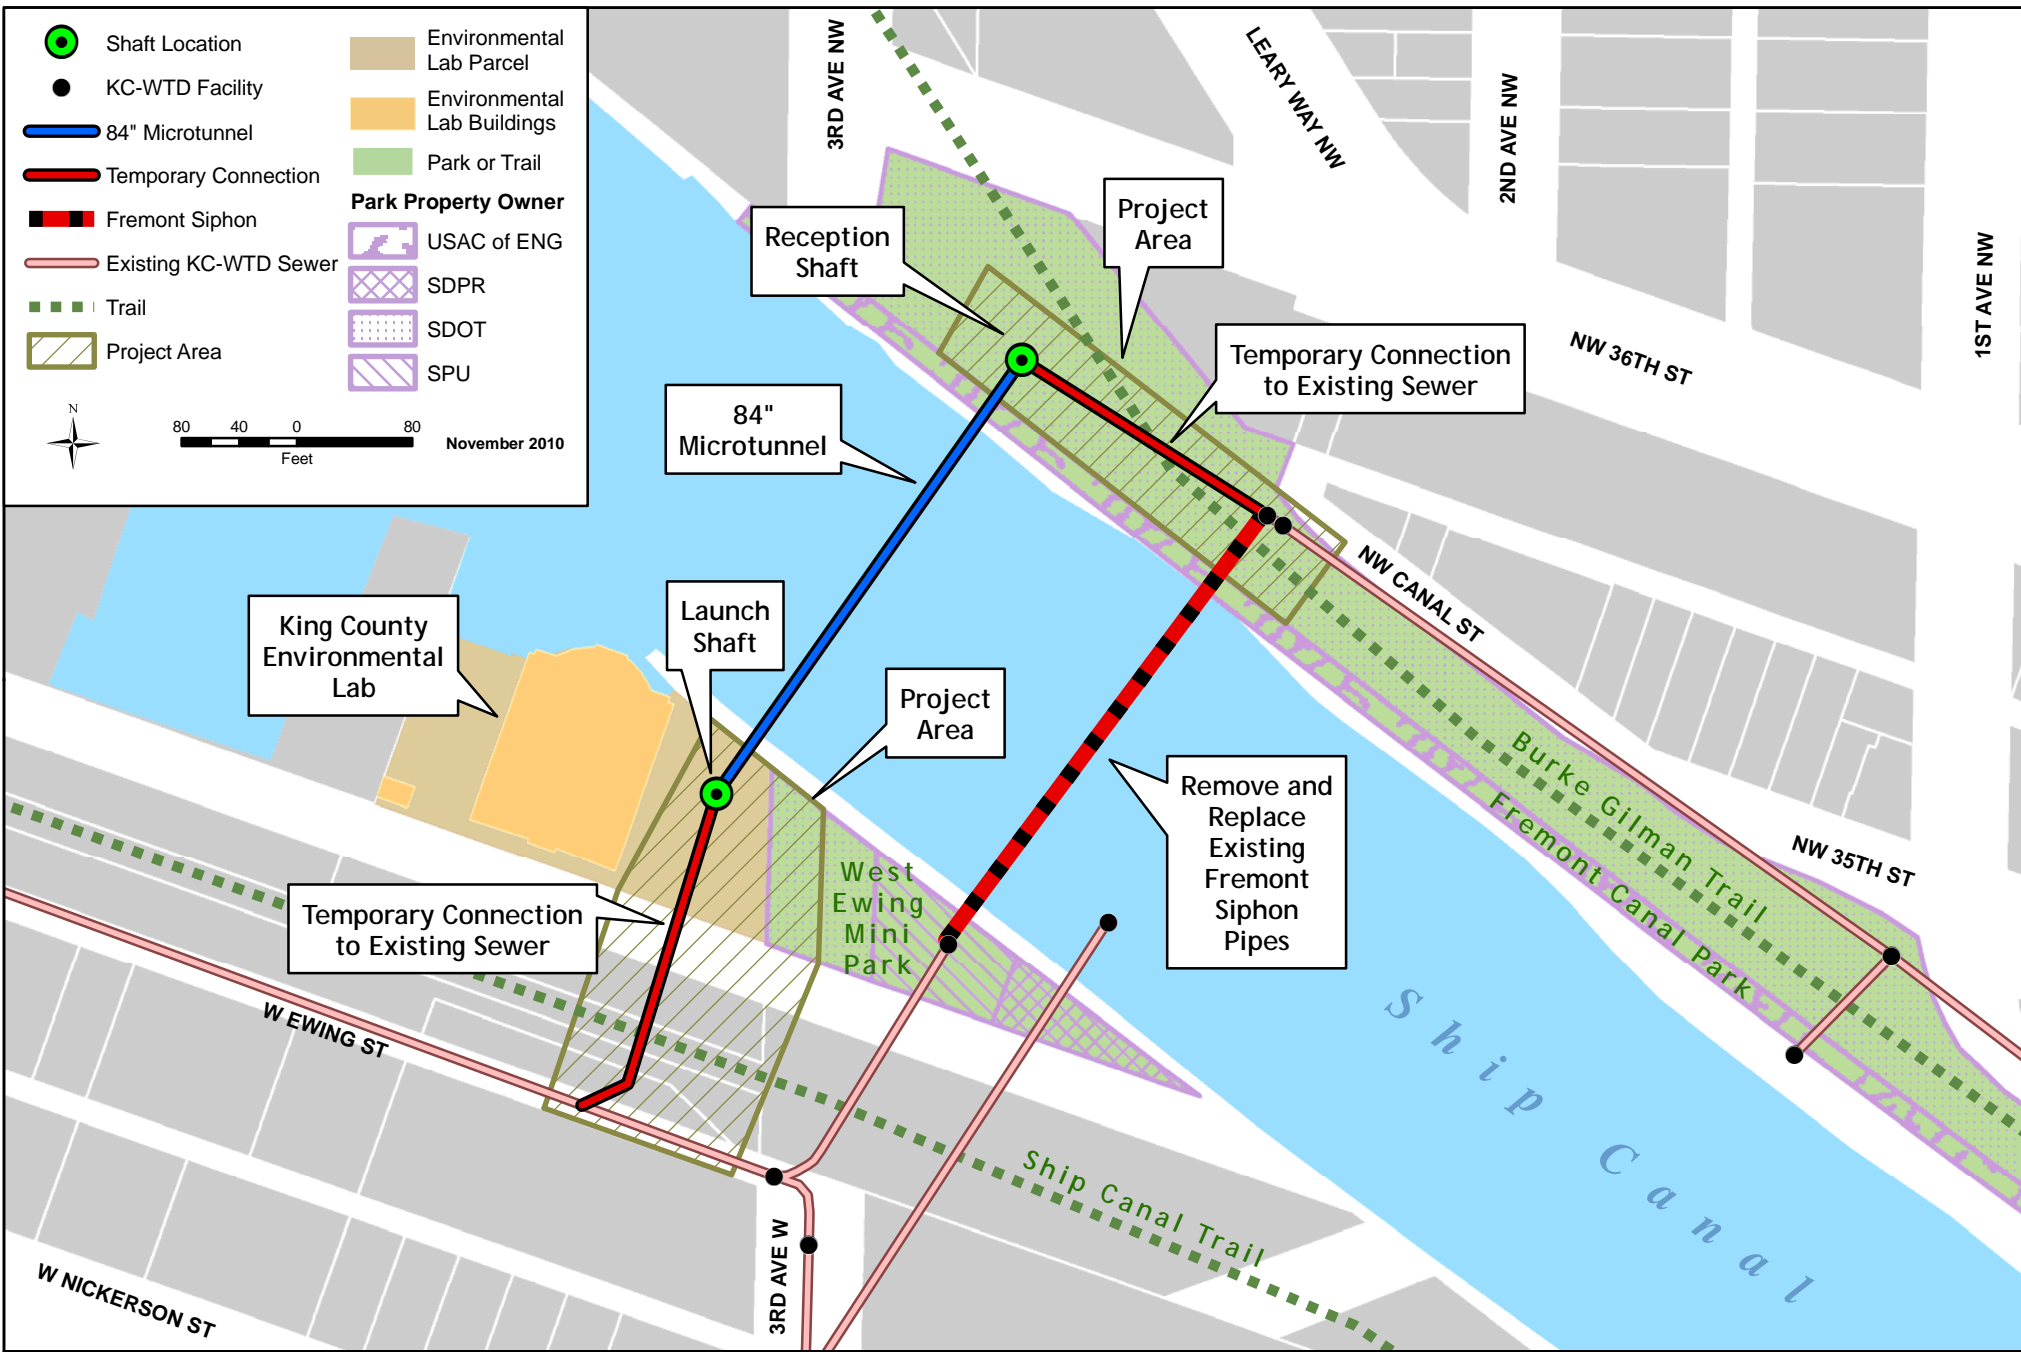 Shaft Location
KC-WTD Facility
84" Microtunnel
Temporary Connection
Fremont Siphon
Existing KC-WTD Sewer
Trail
Project Area
Environmental
Lab Parcel
Environmental
Lab Buildings
Park or Trail
Park Property Owner
USAC of ENG
SDPR
SDOT
SPU
N
80 40 0 80
Feet
November 2010
3RD AVE NW
LEARY WAY NW
2ND AVE NW
1ST AVE NW
Reception
Shaft
Project
Area
NW 36TH ST
Temporary Connection
to Existing Sewer
84"
Microtunnel
NW CANAL ST
King County
Environmental
Lab
Launch
Shaft
Project
Area
Remove and
Replace
Existing
Fremont
Siphon
Pipes
Burke Gilman Trail
Fremont Canal Park
NW 35TH ST
West
Ewing
Mini
Park
Temporary Connection
to Existing Sewer
W EWING ST
Ship Canal
Ship Canal Trail
3RD AVE W
W NICKERSON ST